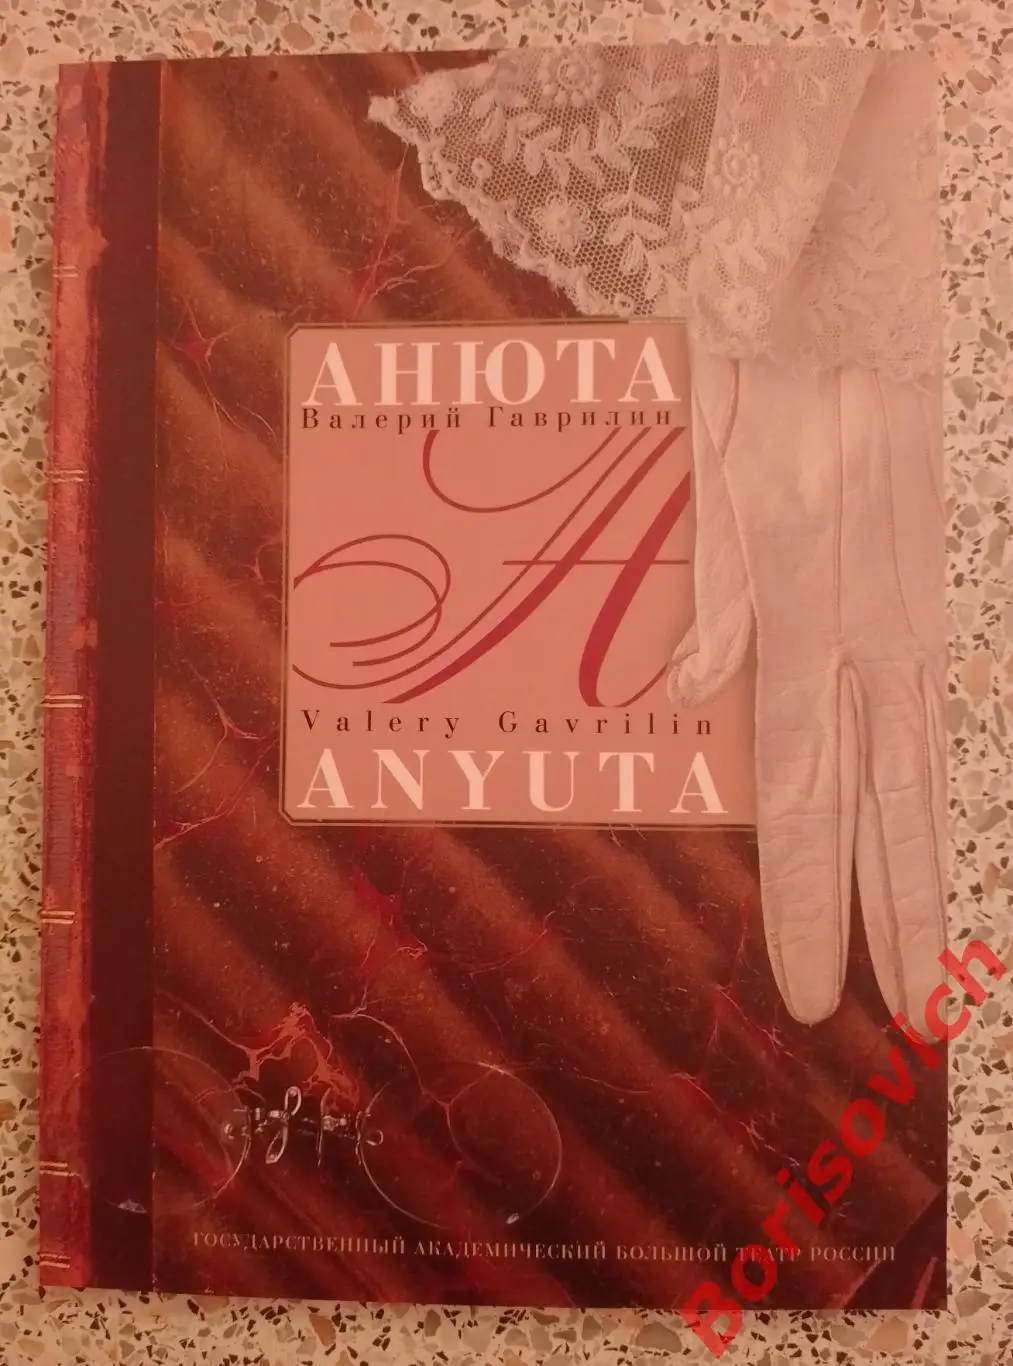 АНЮТА
Валерий Гаврилин
А
Valery Gavrilin
ANYUTA
ГОСУДАРСТВЕННЫЙ АКАДЕМИЧЕСКИЙ БОЛЬШОЙ ТЕАТР РОССИИ
Borisovich